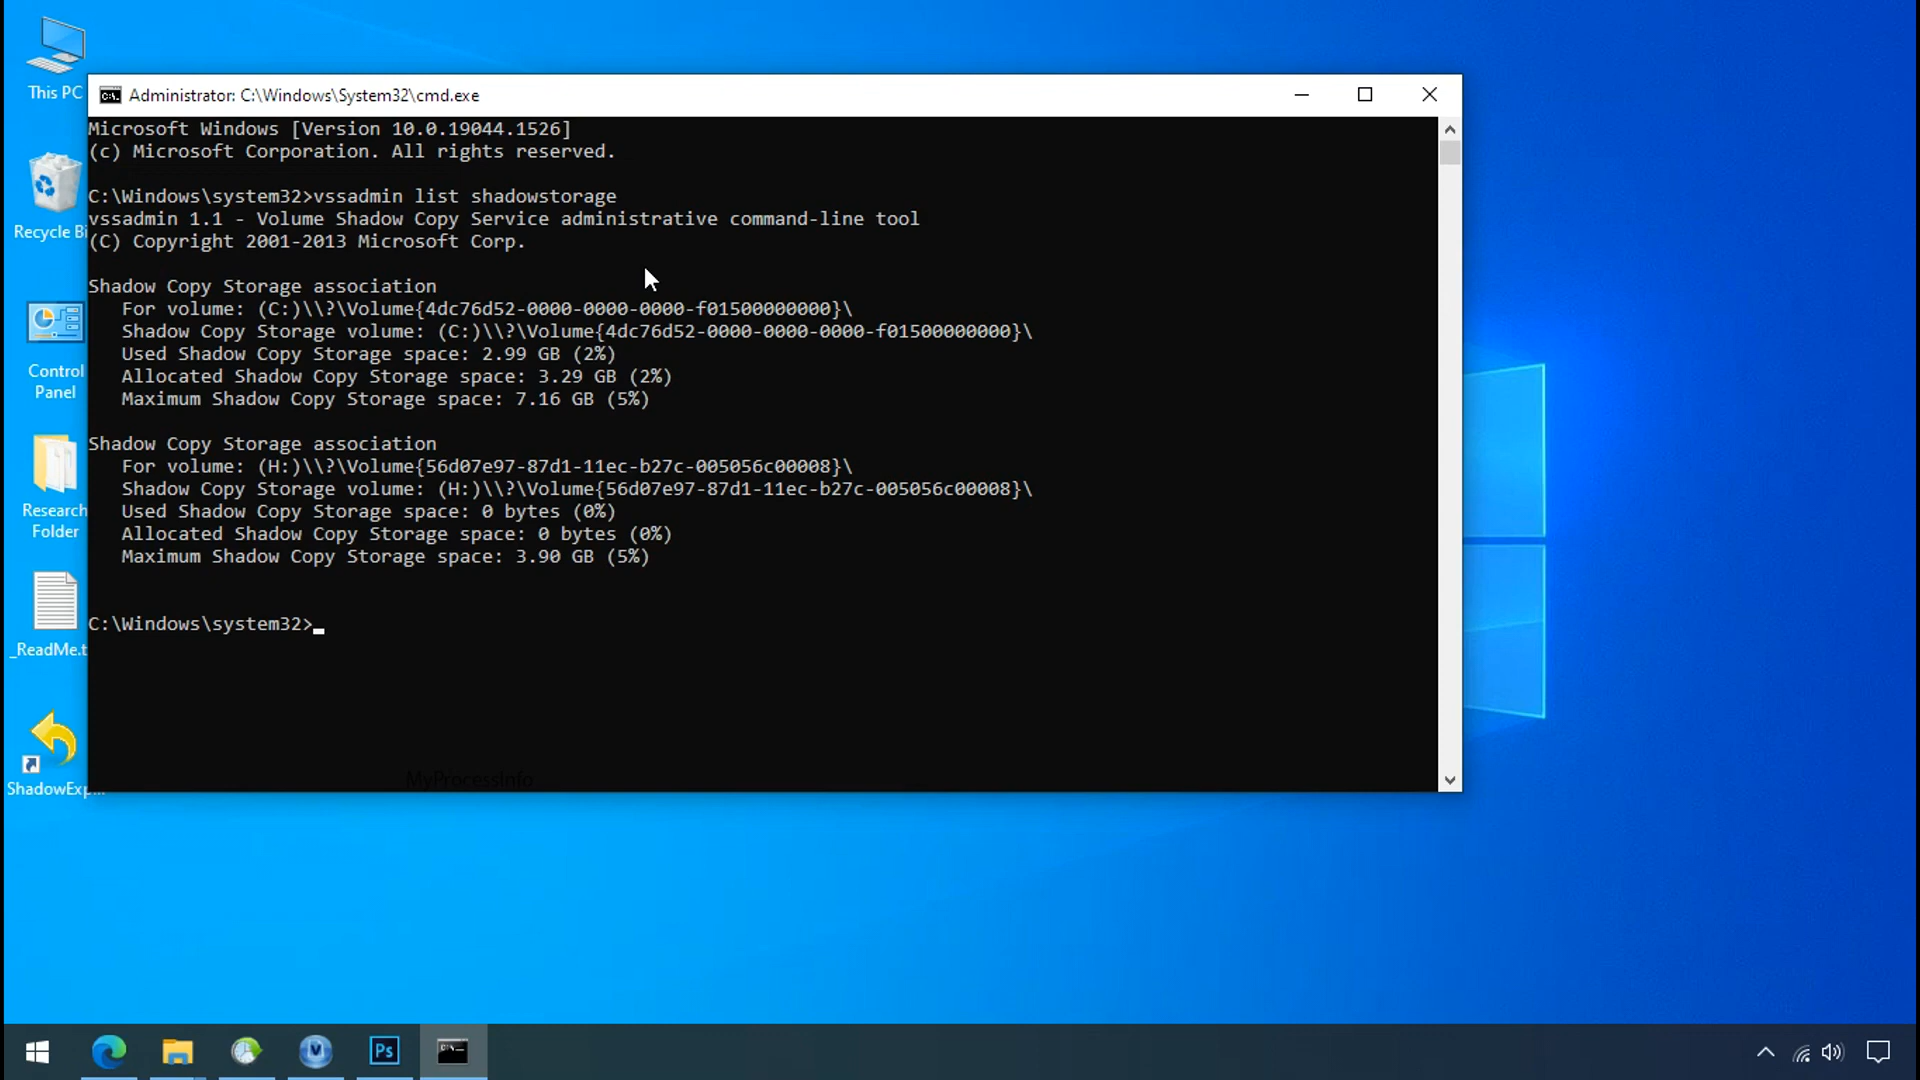 This PC
Recycle Bi
Control
Panel
Research
Folder
_ReadMe.t
ShadowExp...
Administrator: C:\Windows\System32\cmd.exe
Microsoft Windows [Version 10.0.19044.1526]
(c) Microsoft Corporation. All rights reserved.
C:\Windows\system32>vssadmin list shadowstorage
vssadmin 1.1 - Volume Shadow Copy Service administrative command-line tool
(C) Copyright 2001-2013 Microsoft Corp.
Shadow Copy Storage association
For volume: (C:)\\?\Volume{4dc76d52-0000-0000-0000-f01500000000}\
Shadow Copy Storage volume: (C:)\\?\Volume{4dc76d52-0000-0000-0000-f01500000000}\
Used Shadow Copy Storage space: 2.99 GB (2%)
Allocated Shadow Copy Storage space: 3.29 GB (2%)
Maximum Shadow Copy Storage space: 7.16 GB (5%)
Shadow Copy Storage association
For volume: (H:)\\?\Volume{56d07e97-87d1-11ec-b27c-005056c00008}\
Shadow Copy Storage volume: (H:)\\?\Volume{56d07e97-87d1-11ec-b27c-005056c00008}\
Used Shadow Copy Storage space: 0 bytes (0%)
Allocated Shadow Copy Storage space: 0 bytes (0%)
Maximum Shadow Copy Storage space: 3.90 GB (5%)
C:\Windows\system32>_
MyProcessInfo
Ps